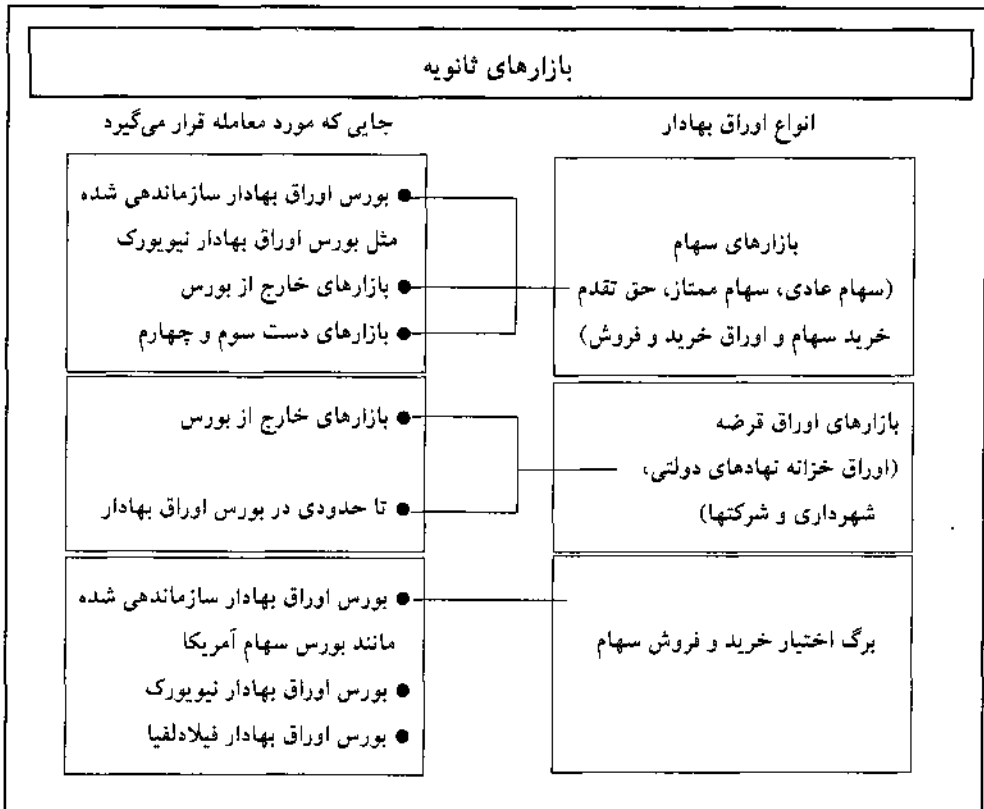 بازارهای ثانویه
انواع اوراق بهادار
جایی که مورد معامله قرار می‌گیرد
بازارهای سهام
(سهام عادی، سهام ممتاز، حق تقدم
خرید سهام و اوراق خرید و فروش)
● بورس اوراق بهادار سازماندهی شده
مثل بورس اوراق بهادار نیویورک
● بازارهای خارج از بورس
● بازارهای دست سوم و چهارم
بازارهای اوراق قرضه
(اوراق خزانه نهادهای دولتی،
شهرداری و شرکتها)
● بازارهای خارج از بورس
● تا حدودی در بورس اوراق بهادار
برگ اختیار خرید و فروش سهام
● بورس اوراق بهادار سازماندهی شده
مانند بورس سهام آمریکا
● بورس اوراق بهادار نیویورک
● بورس اوراق بهادار فیلادلفیا